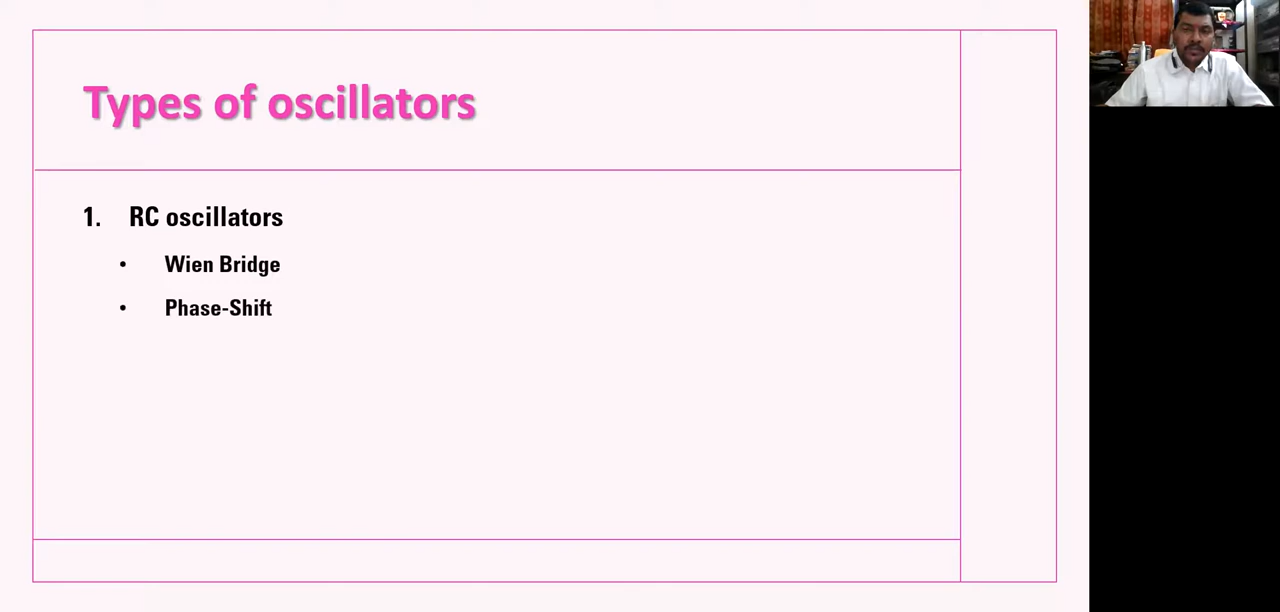 Types of oscillators
1. RC oscillators
• Wien Bridge
• Phase-Shift